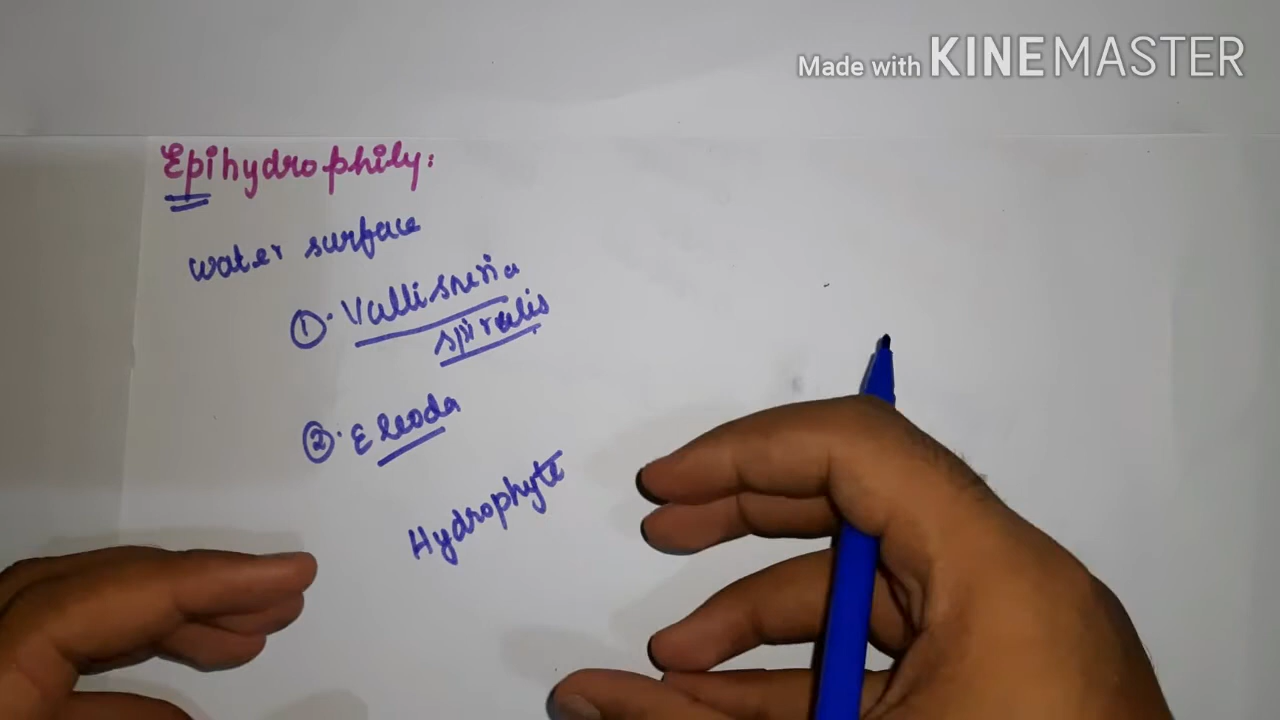 Made with KINEMASTER
Epihydrophily:
water surface
①. Vallisneria
spiralis
②. Eleoda
Hydrophyte